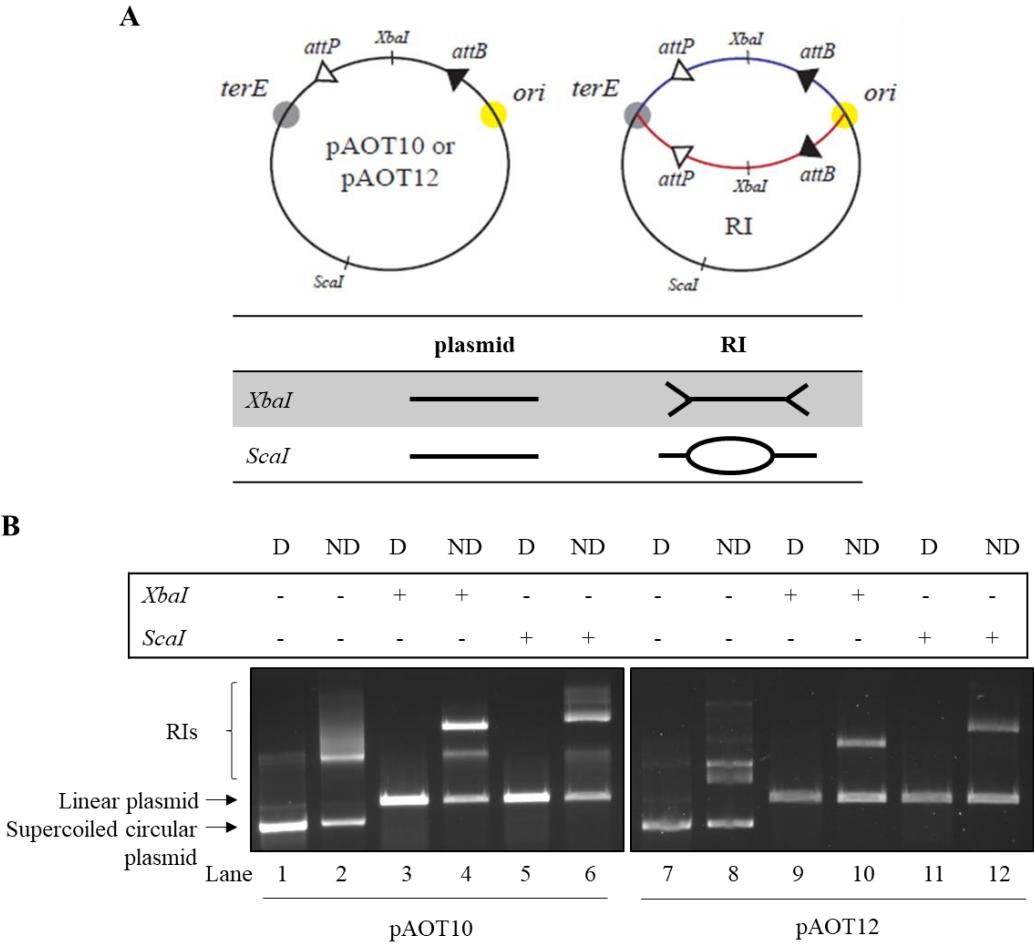 A
attP XbaI attB attP XbaI attB
terE ori terE ori
pAOT10 or
pAOT12
attP XbaI attB
RI
ScaI ScaI
plasmid RI
XbaI
ScaI
B
D ND D ND D ND D ND D ND D ND
XbaI - - + + - - - - + + - -
ScaI - - - - + + - - - - + +
RIs
Linear plasmid
Supercoiled circular
plasmid
Lane 1 2 3 4 5 6 7 8 9 10 11 12
pAOT10 pAOT12